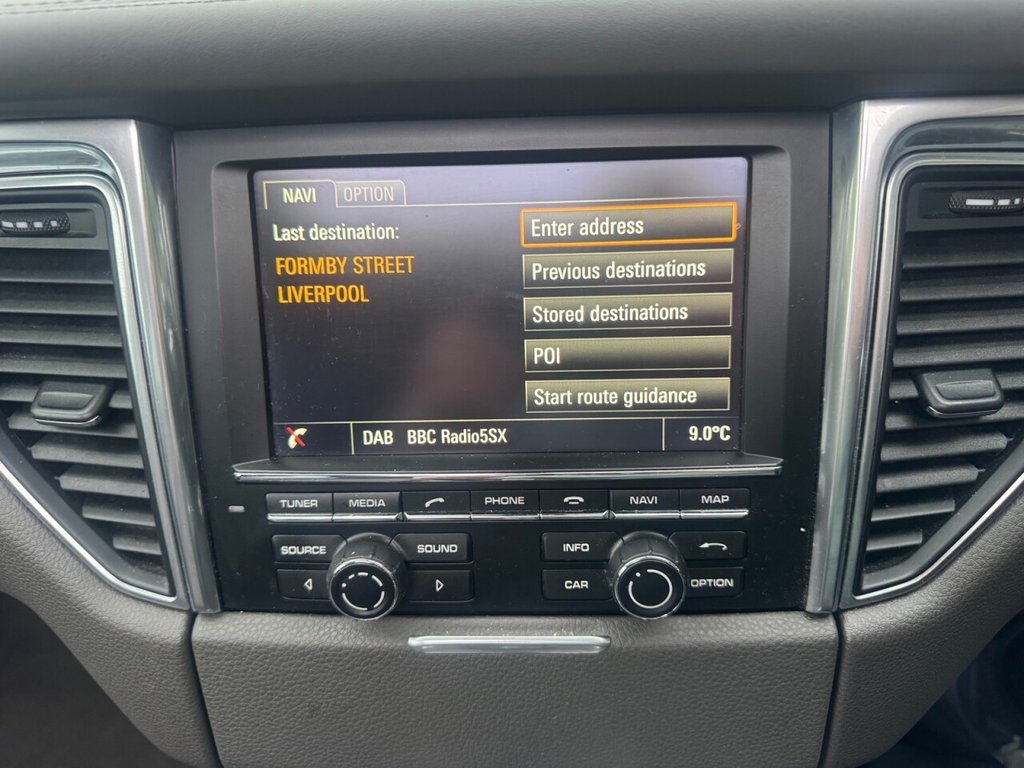 NAVI OPTION
Last destination:
FORMBY STREET
LIVERPOOL
Enter address
Previous destinations
Stored destinations
POI
Start route guidance
DAB BBC Radio5SX 9.0°C
TUNER MEDIA PHONE NAVI MAP
SOURCE SOUND INFO
CAR OPTION